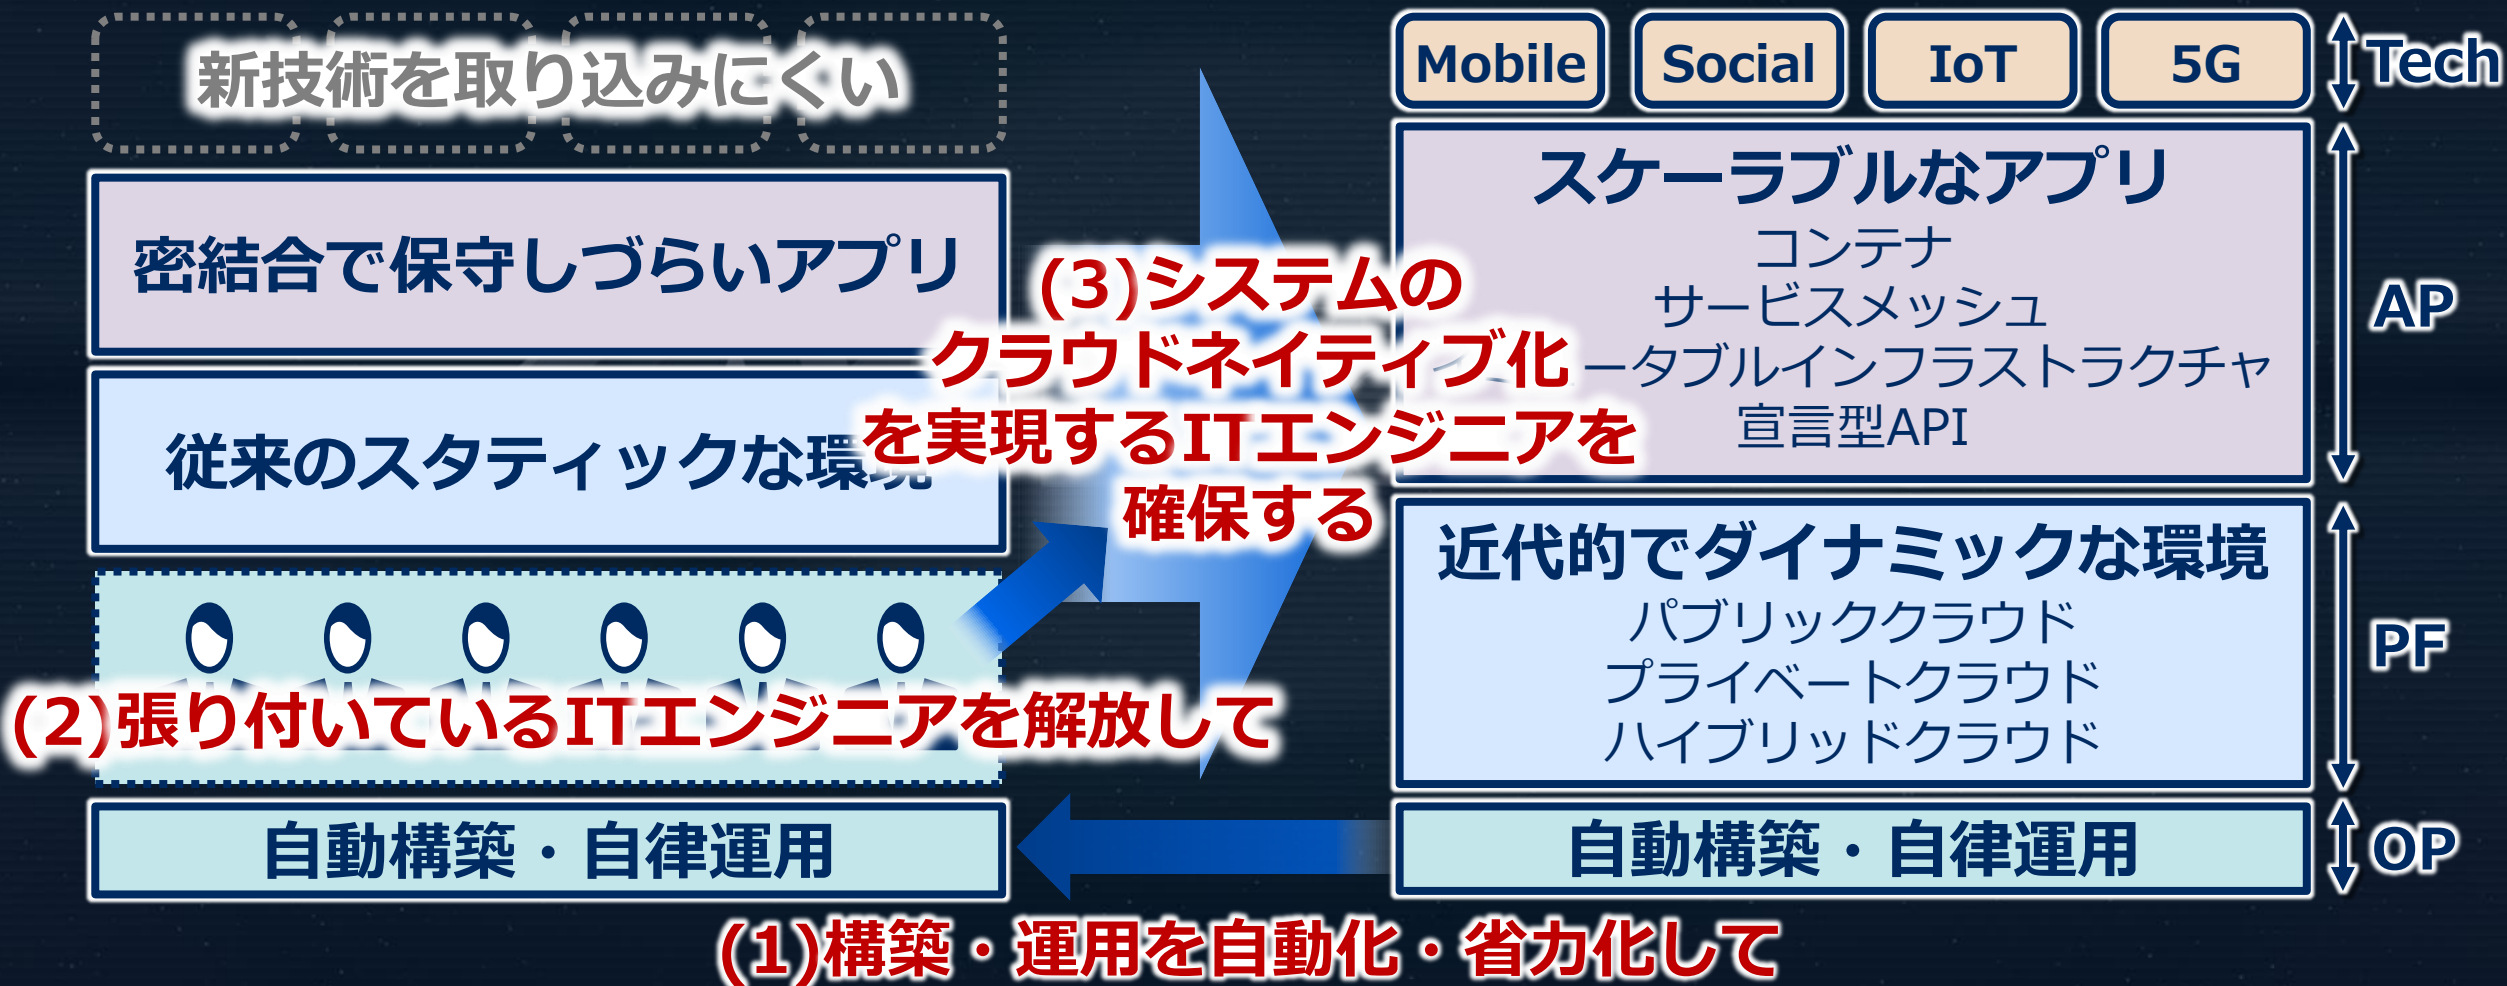 新技術を取り込みにくい
密結合で保守しづらいアプリ
従来のスタティックな環境
(2)張り付いているITエンジニアを解放して
自動構築・自律運用
(3)システムの
クラウドネイティブ化
を実現するITエンジニアを
確保する
Mobile
Social
IoT
5G
Tech
スケーラブルなアプリ
コンテナ
サービスメッシュ
ータブルインフラストラクチャ
宣言型API
AP
近代的でダイナミックな環境
パブリッククラウド
プライベートクラウド
ハイブリッドクラウド
PF
自動構築・自律運用
OP
(1)構築・運用を自動化・省力化して